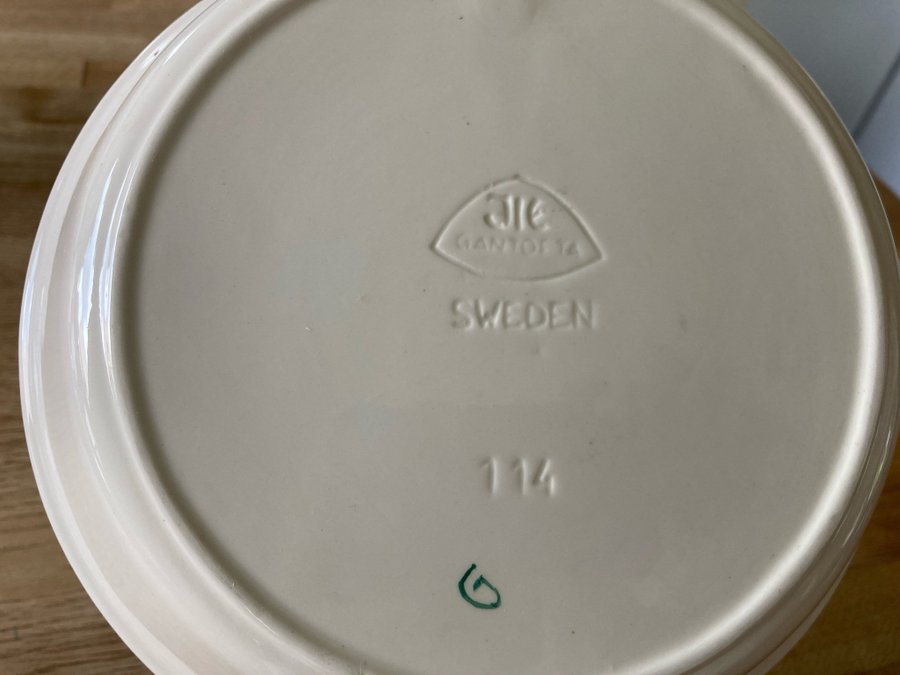 JIE
GANTOFTA
SWEDEN
114
G